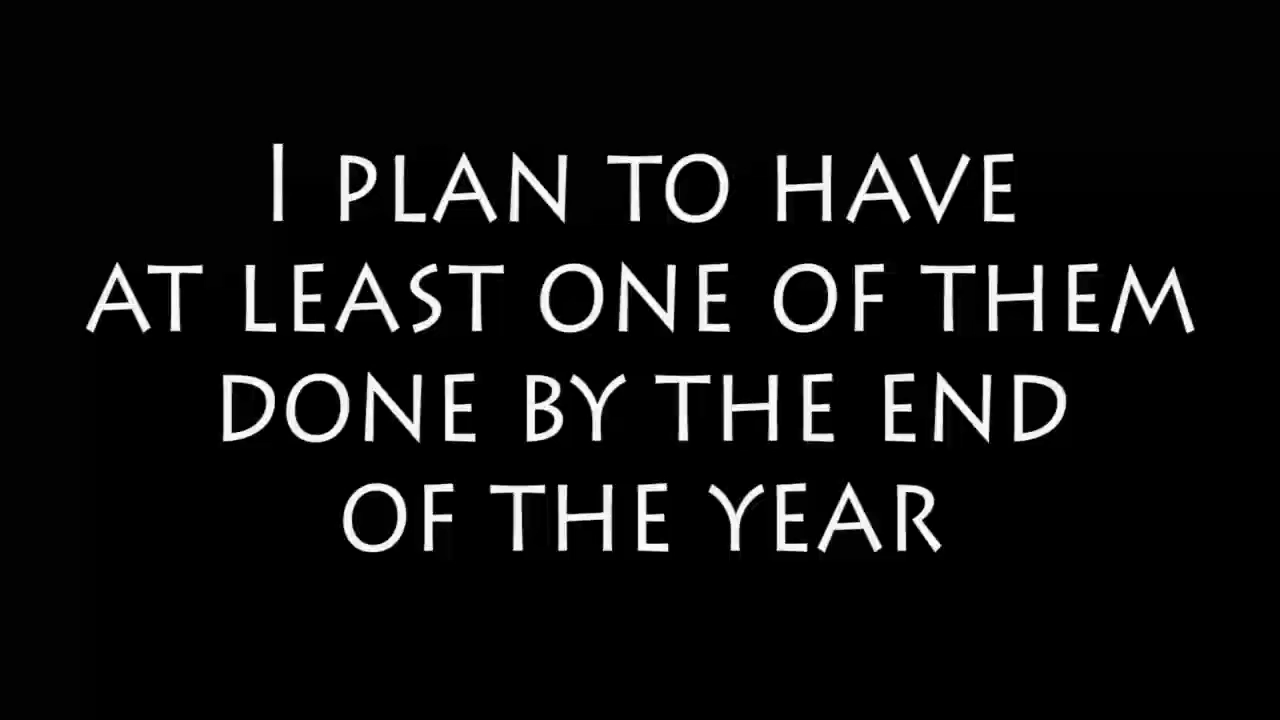 I PLAN TO HAVE
AT LEAST ONE OF THEM
DONE BY THE END
OF THE YEAR